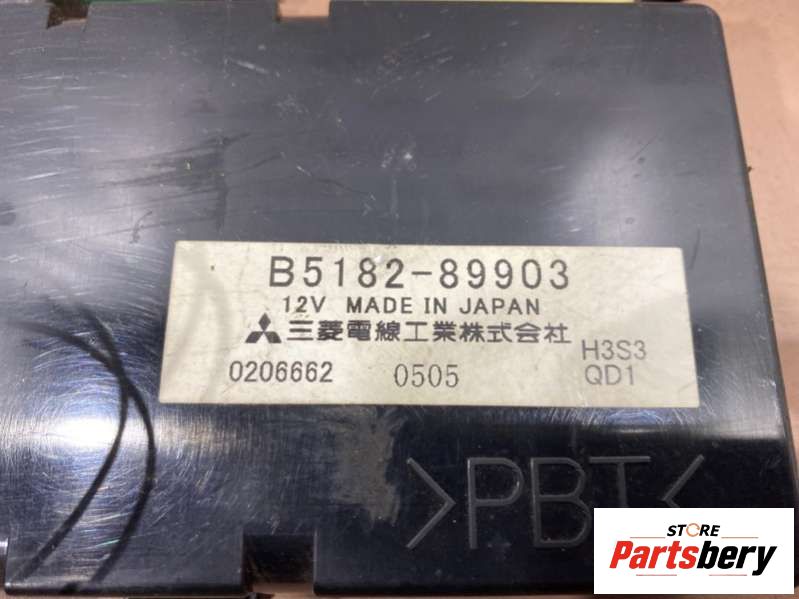 B5182-89903
12V MADE IN JAPAN
三菱電線工業株式会社
H3S3
0206662 0505 QD1
>PBT<
STORE
Partsbery